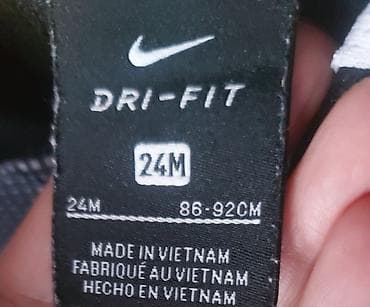 DRI-FIT
24M
24M 86-92CM
MADE IN VIETNAM
FABRIQUÉ AU VIETNAM
HECHO EN VIETNAM